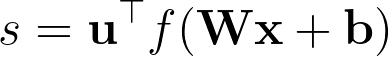 s = u⊤f(Wx + b)